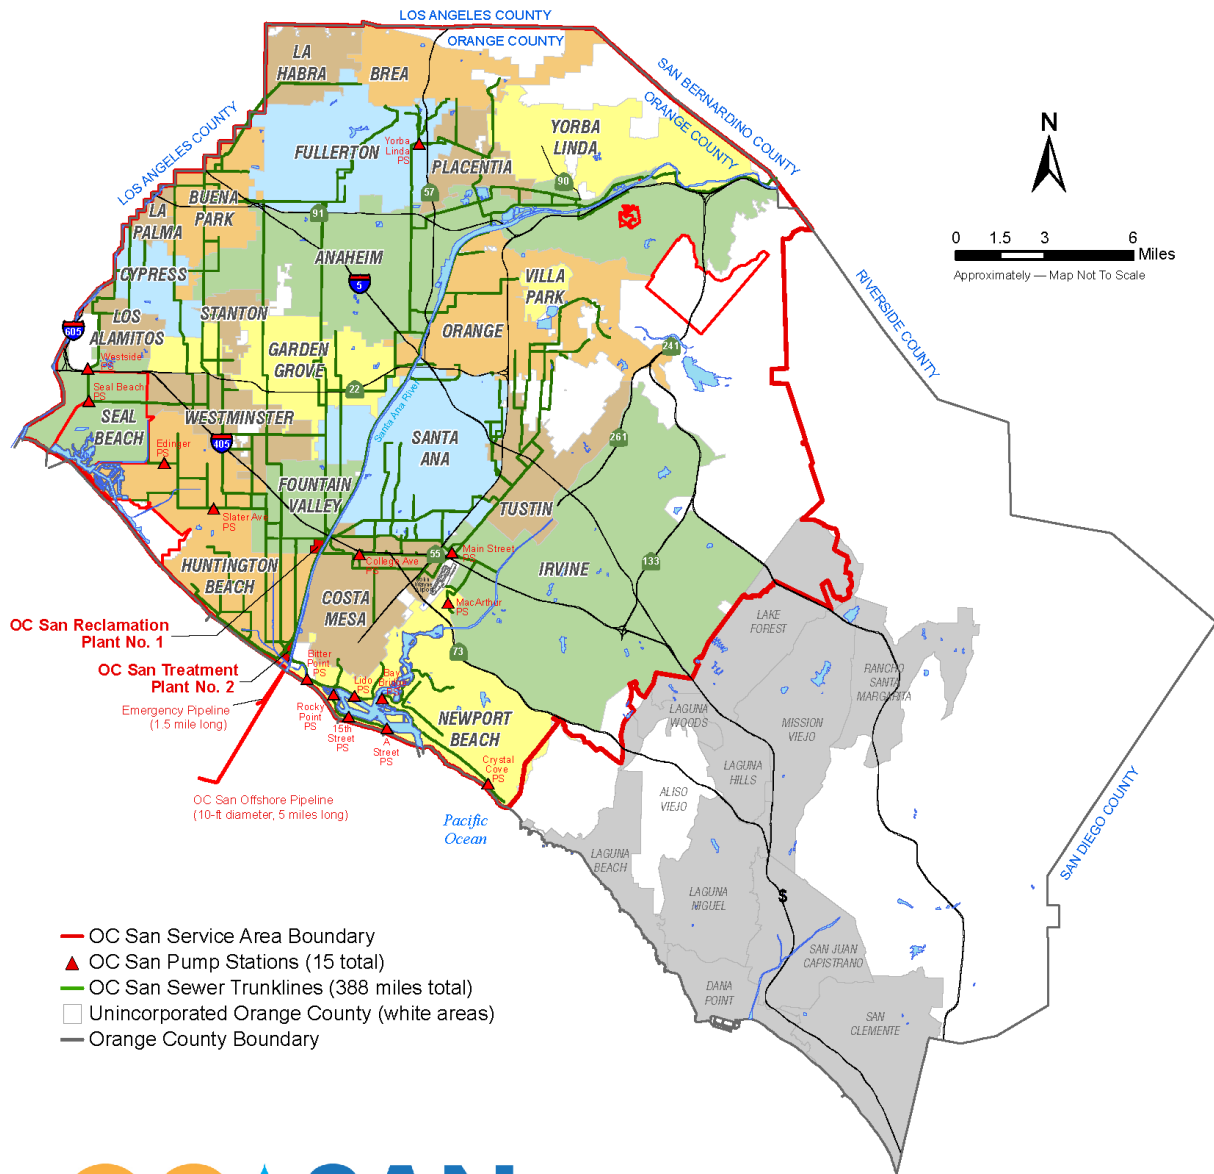 LOS ANGELES COUNTY
ORANGE COUNTY
LA
HABRA
BREA
SAN BERNARDINO COUNTY
ORANGE COUNTY
LOS ANGELES COUNTY
YORBA
LINDA
FULLERTON
Yorba
Linda
PS
PLACENTIA
N
57
90
BUENA
PARK
91
LA
PALMA
0 1.5 3 6 Miles
Approximately — Map Not To Scale
ANAHEIM
CYPRESS
5
VILLA
PARK
RIVERSIDE COUNTY
STANTON
LOS
ALAMITOS
605
ORANGE
GARDEN
GROVE
241
Westside
PS
22
Seal Beach
PS
Santa Ana River
SEAL
BEACH
WESTMINSTER
405
SANTA
ANA
261
Edinger
PS
FOUNTAIN
VALLEY
TUSTIN
Slater Ave
PS
HUNTINGTON
BEACH
College Ave
PS
55
Main Street
PS
John
Wayne
Airport
IRVINE
133
COSTA
MESA
MacArthur
PS
OC San Reclamation
Plant No. 1
LAKE
FOREST
73
OC San Treatment
Plant No. 2
Bitter
Point
PS
Lido
PS
Bay
Bridge
RANCHO
SANTA
MARGARITA
Emergency Pipeline
(1.5 mile long)
Rocky
Point
PS
15th
Street
PS
A
Street
PS
NEWPORT
BEACH
LAGUNA
WOODS
MISSION
VIEJO
Crystal
Cove
PS
LAGUNA
HILLS
OC San Offshore Pipeline
(10-ft diameter, 5 miles long)
ALISO
VIEJO
Pacific
Ocean
SAN DIEGO COUNTY
LAGUNA
BEACH
LAGUNA
NIGUEL
$
SAN JUAN
CAPISTRANO
DANA
POINT
SAN
CLEMENTE
OC San Service Area Boundary
OC San Pump Stations (15 total)
OC San Sewer Trunklines (388 miles total)
Unincorporated Orange County (white areas)
Orange County Boundary
OC SAN